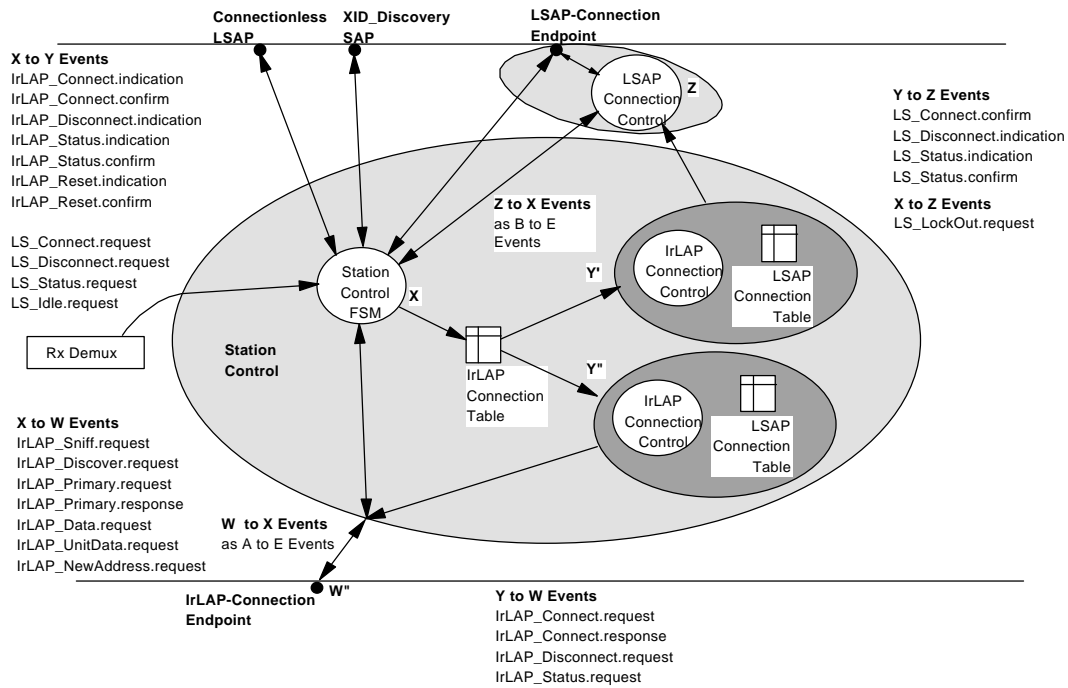 Connectionless
LSAP
XID_Discovery
SAP
LSAP-Connection
Endpoint
X to Y Events
IrLAP_Connect.indication
IrLAP_Connect.confirm
IrLAP_Disconnect.indication
IrLAP_Status.indication
IrLAP_Status.confirm
IrLAP_Reset.indication
IrLAP_Reset.confirm
LS_Connect.request
LS_Disconnect.request
LS_Status.request
LS_Idle.request
LSAP
Connection
Control
Z
Y to Z Events
LS_Connect.confirm
LS_Disconnect.indication
LS_Status.indication
LS_Status.confirm
X to Z Events
LS_LockOut.request
Z to X Events
as B to E
Events
Station
Control
FSM
X
Y'
IrLAP
Connection
Control
LSAP
Connection
Table
Rx Demux
Station
Control
IrLAP
Connection
Table
Y"
IrLAP
Connection
Control
LSAP
Connection
Table
X to W Events
IrLAP_Sniff.request
IrLAP_Discover.request
IrLAP_Primary.request
IrLAP_Primary.response
IrLAP_Data.request
IrLAP_UnitData.request
IrLAP_NewAddress.request
W to X Events
as A to E Events
IrLAP-Connection
Endpoint
W"
Y to W Events
IrLAP_Connect.request
IrLAP_Connect.response
IrLAP_Disconnect.request
IrLAP_Status.request